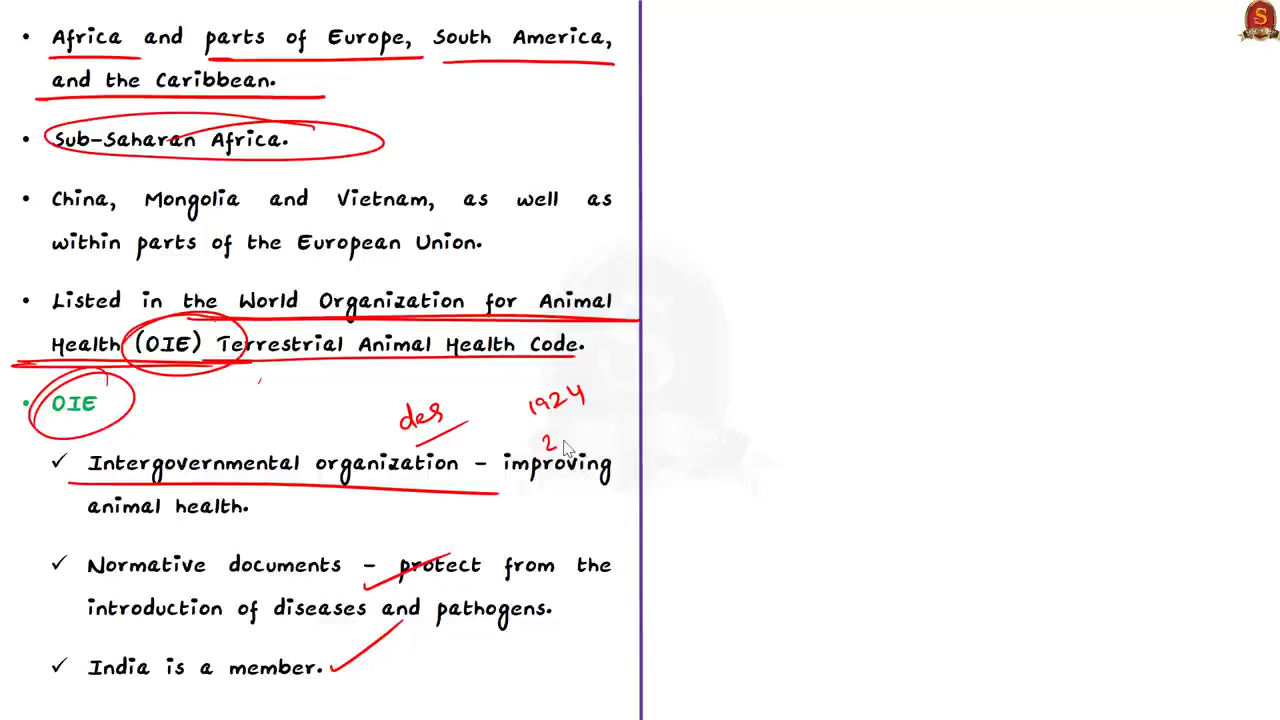 • Africa and parts of Europe, South America,
and the Caribbean.
• Sub-Saharan Africa.
• China, Mongolia and Vietnam, as well as
within parts of the European Union.
• Listed in the World Organization for Animal
Health (OIE) Terrestrial Animal Health Code.
• OIE
des 1924
2
✓ Intergovernmental organization - improving
animal health.
✓ Normative documents - protect from the
introduction of diseases and pathogens.
✓ India is a member.
S